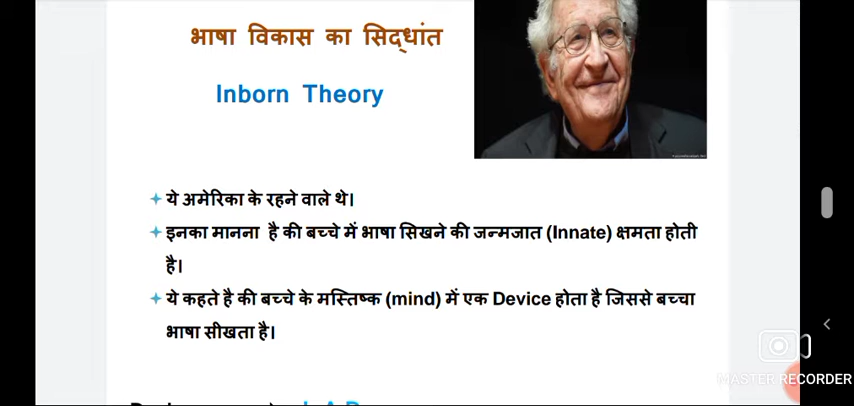 भाषा विकास का सिद्धांत
Inborn Theory
ये अमेरिका के रहने वाले थे।
इनका मानना है की बच्चे में भाषा सिखने की जन्मजात (Innate) क्षमता होती
है।
ये कहते है की बच्चे के मस्तिष्क (mind) में एक Device होता है जिससे बच्चा
भाषा सीखता है।
MASTER RECORDER